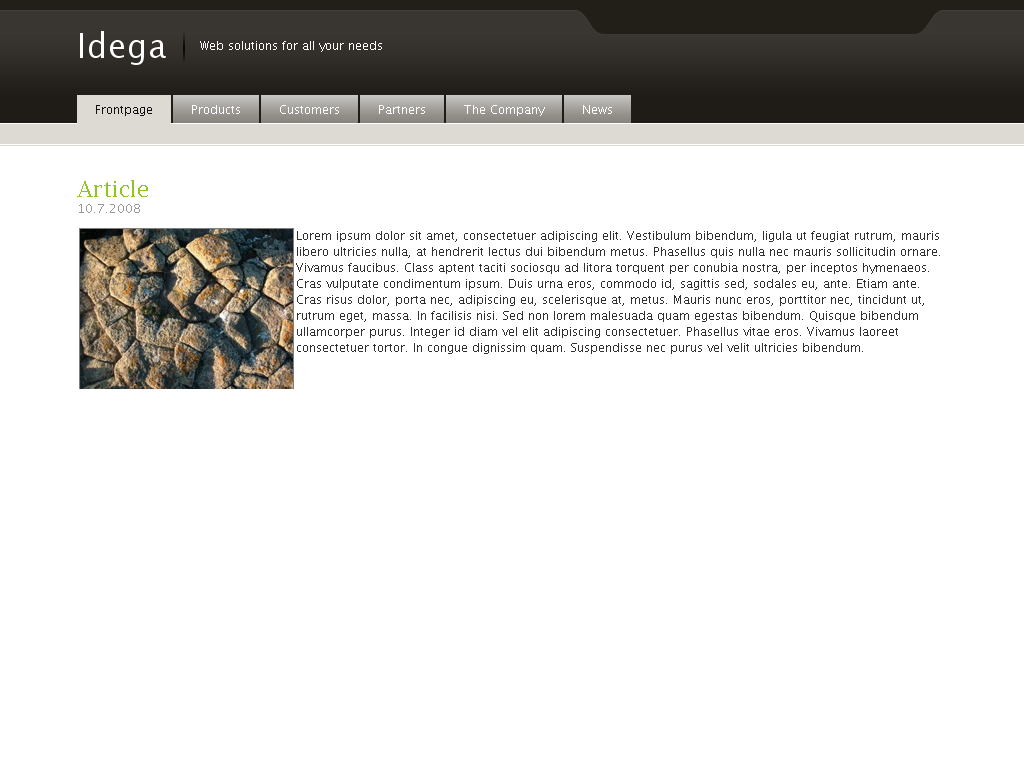 Idega
Web solutions for all your needs
Frontpage
Products
Customers
Partners
The Company
News
Article
10.7.2008
Lorem ipsum dolor sit amet, consectetuer adipiscing elit. Vestibulum bibendum, ligula ut feugiat rutrum, mauris
libero ultricies nulla, at hendrerit lectus dui bibendum metus. Phasellus quis nulla nec mauris sollicitudin ornare.
Vivamus faucibus. Class aptent taciti sociosqu ad litora torquent per conubia nostra, per inceptos hymenaeos.
Cras vulputate condimentum ipsum. Duis urna eros, commodo id, sagittis sed, sodales eu, ante. Etiam ante.
Cras risus dolor, porta nec, adipiscing eu, scelerisque at, metus. Mauris nunc eros, porttitor nec, tincidunt ut,
rutrum eget, massa. In facilisis nisi. Sed non lorem malesuada quam egestas bibendum. Quisque bibendum
ullamcorper purus. Integer id diam vel elit adipiscing consectetuer. Phasellus vitae eros. Vivamus laoreet
consectetuer tortor. In congue dignissim quam. Suspendisse nec purus vel velit ultricies bibendum.